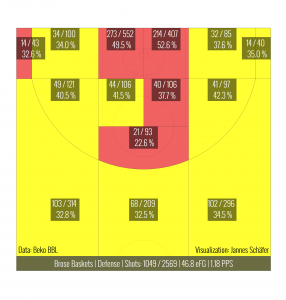 14 / 43
32.6 %
34 / 100
34.0 %
273 / 552
49.5 %
214 / 407
52.6 %
32 / 85
37.6 %
14 / 40
35.0 %
49 / 121
40.5 %
44 / 106
41.5 %
40 / 106
37.7 %
41 / 97
42.3 %
21 / 93
22.6 %
103 / 314
32.8 %
68 / 209
32.5 %
102 / 296
34.5 %
Data: Beko BBL
Visualization: Jannes Schäfer
Brose Baskets | Defense | Shots: 1049 / 2569 | 46.8 eFG | 1.18 PPS